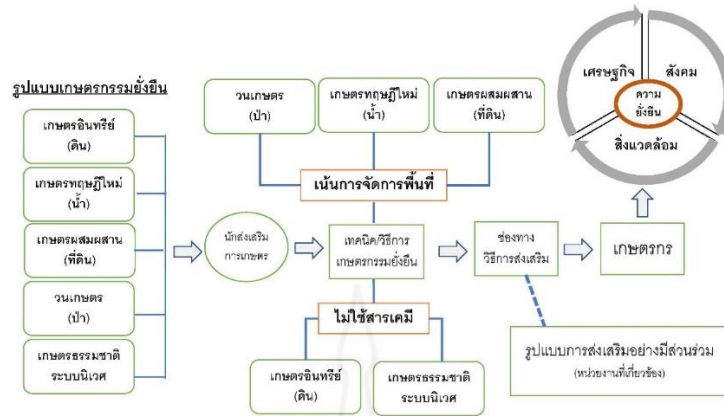 รูปแบบเกษตรกรรมยั่งยืน
เกษตรอินทรีย์
(ดิน)
เกษตรทฤษฎีใหม่
(น้ำ)
เกษตรผสมผสาน
(ที่ดิน)
วนเกษตร
(ป่า)
เกษตรธรรมชาติ
ระบบนิเวศ
นักส่งเสริม
การเกษตร
วนเกษตร
(ป่า)
เกษตรทฤษฎีใหม่
(น้ำ)
เกษตรผสมผสาน
(ที่ดิน)
เน้นการจัดการพื้นที่
เทคนิค/วิธีการ
เกษตรกรรมยั่งยืน
ไม่ใช้สารเคมี
เกษตรอินทรีย์
(ดิน)
เกษตรธรรมชาติ
ระบบนิเวศ
ช่องทาง
วิธีการส่งเสริม
รูปแบบการส่งเสริมอย่างมีส่วนร่วม
(หน่วยงานที่เกี่ยวข้อง)
เกษตรกร
เศรษฐกิจ
สังคม
ความ
ยั่งยืน
สิ่งแวดล้อม